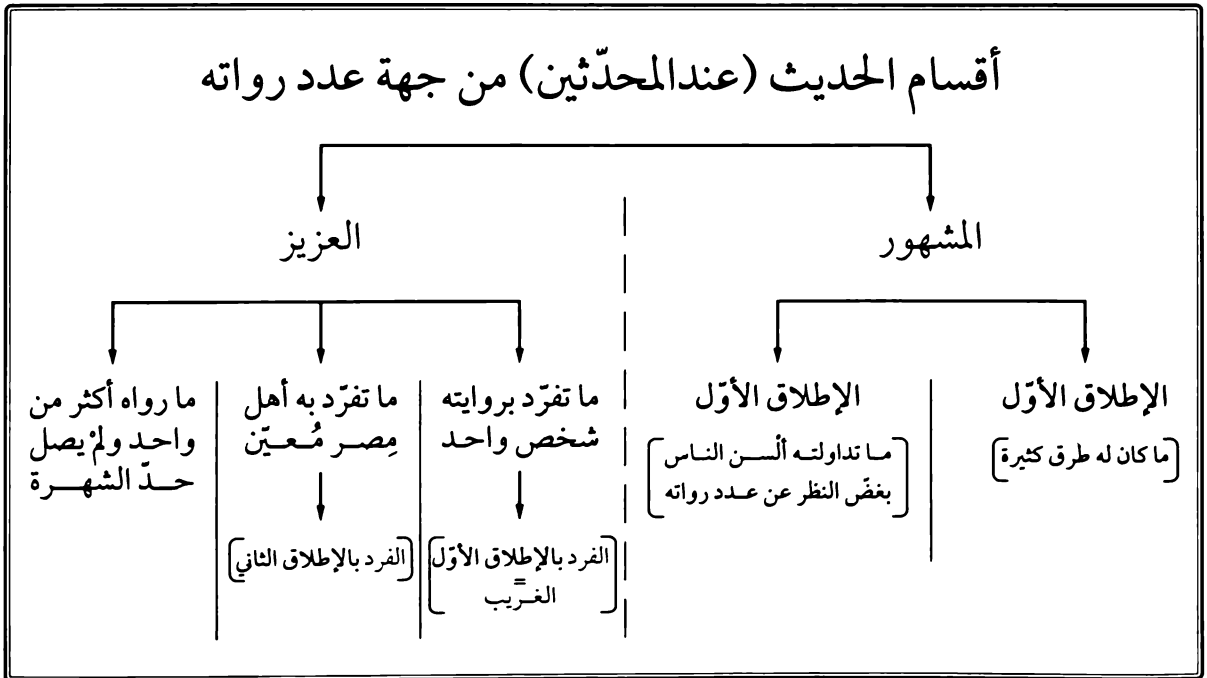 أقسام الحديث (عندالمحدّثين) من جهة عدد رواته
المشهور
العزيز
الإطلاق الأوّل
[ما كان له طرق كثيرة]
الإطلاق الأوّل
[ما تداولته ألْسن الناس
بغضّ النظر عن عدد رواته]
ما تفرّد بروايته
شخص واحد
[الفرد بالإطلاق الأوّل
=
الغريب]
ما تفرّد به أهل
مِصر مُعيّن
[الفرد بالإطلاق الثاني]
ما رواه أكثر من
واحد ولمْ يصل
حدّ الشهرة